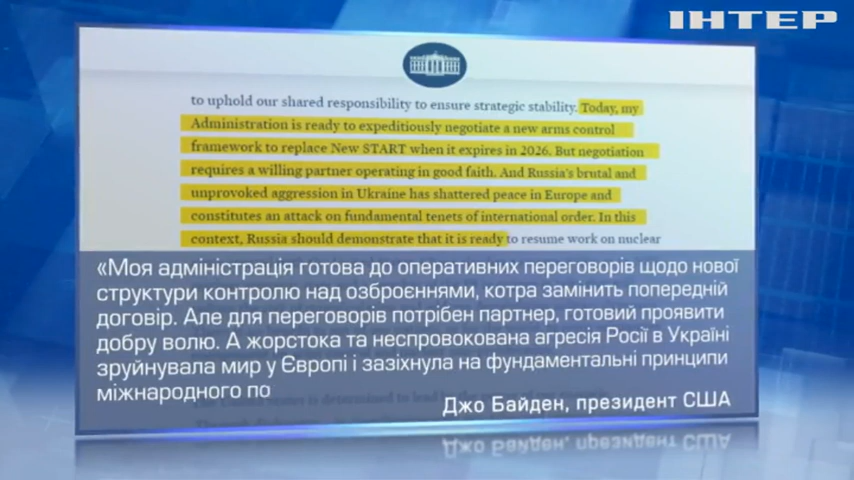 ІНТЕР
to uphold our shared responsibility to ensure strategic stability. Today, my
Administration is ready to expeditiously negotiate a new arms control
framework to replace New START when it expires in 2026. But negotiation
requires a willing partner operating in good faith. And Russia's brutal and
unprovoked aggression in Ukraine has shattered peace in Europe and
constitutes an attack on fundamental tenets of international order. In this
context, Russia should demonstrate that it is ready to resume work on nuclear
«Моя адміністрація готова до оперативних переговорів щодо нової
структури контролю над озброєннями, котра замінить попередній
договір. Але для переговорів потрібен партнер, готовий проявити
добру волю. А жорстока та неспровокована агресія Росії в Україні
зруйнувала мир у Європі і зазіхнула на фундаментальні принципи
міжнародного по
Джо Байден, президент США